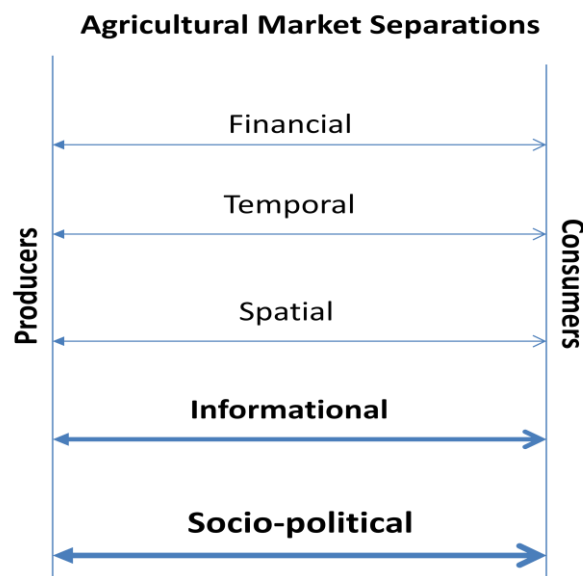 Agricultural Market Separations
Financial
Temporal
Producers
Consumers
Spatial
Informational
Socio-political